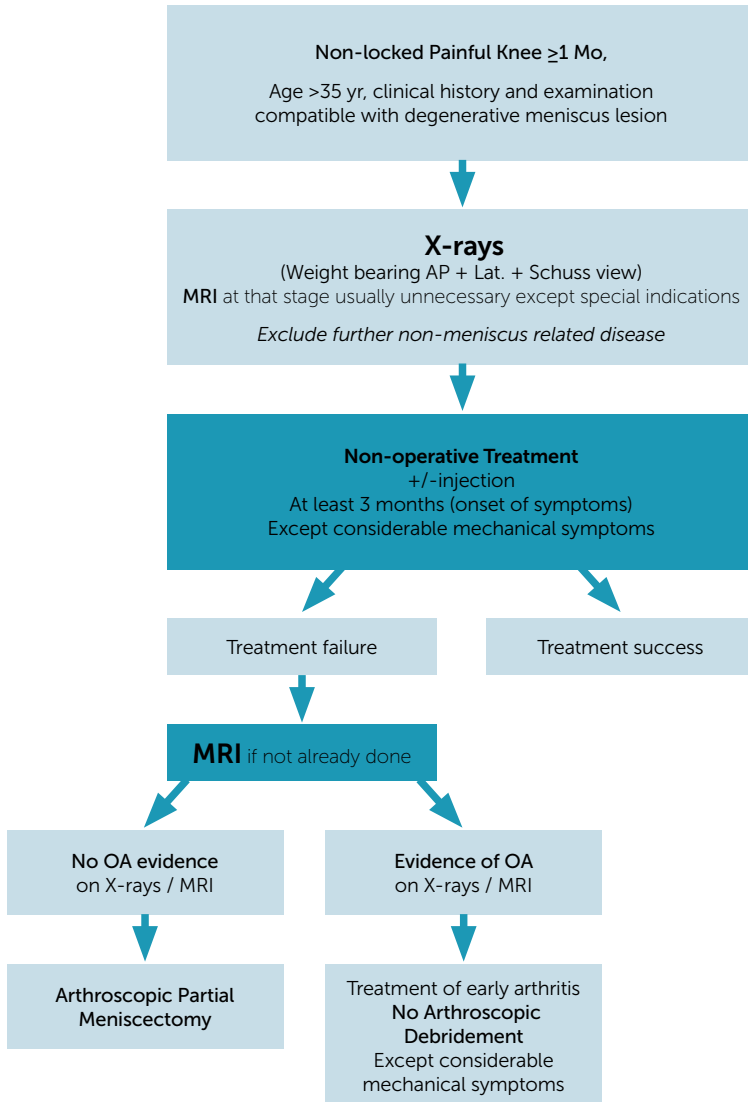 Non-locked Painful Knee ≥1 Mo,
Age >35 yr, clinical history and examination
compatible with degenerative meniscus lesion
X-rays
(Weight bearing AP + Lat. + Schuss view)
MRI at that stage usually unnecessary except special indications
Exclude further non-meniscus related disease
Non-operative Treatment
+/-injection
At least 3 months (onset of symptoms)
Except considerable mechanical symptoms
Treatment failure
Treatment success
MRI if not already done
No OA evidence
on X-rays / MRI
Evidence of OA
on X-rays / MRI
Arthroscopic Partial
Meniscectomy
Treatment of early arthritis
No Arthroscopic
Debridement
Except considerable
mechanical symptoms